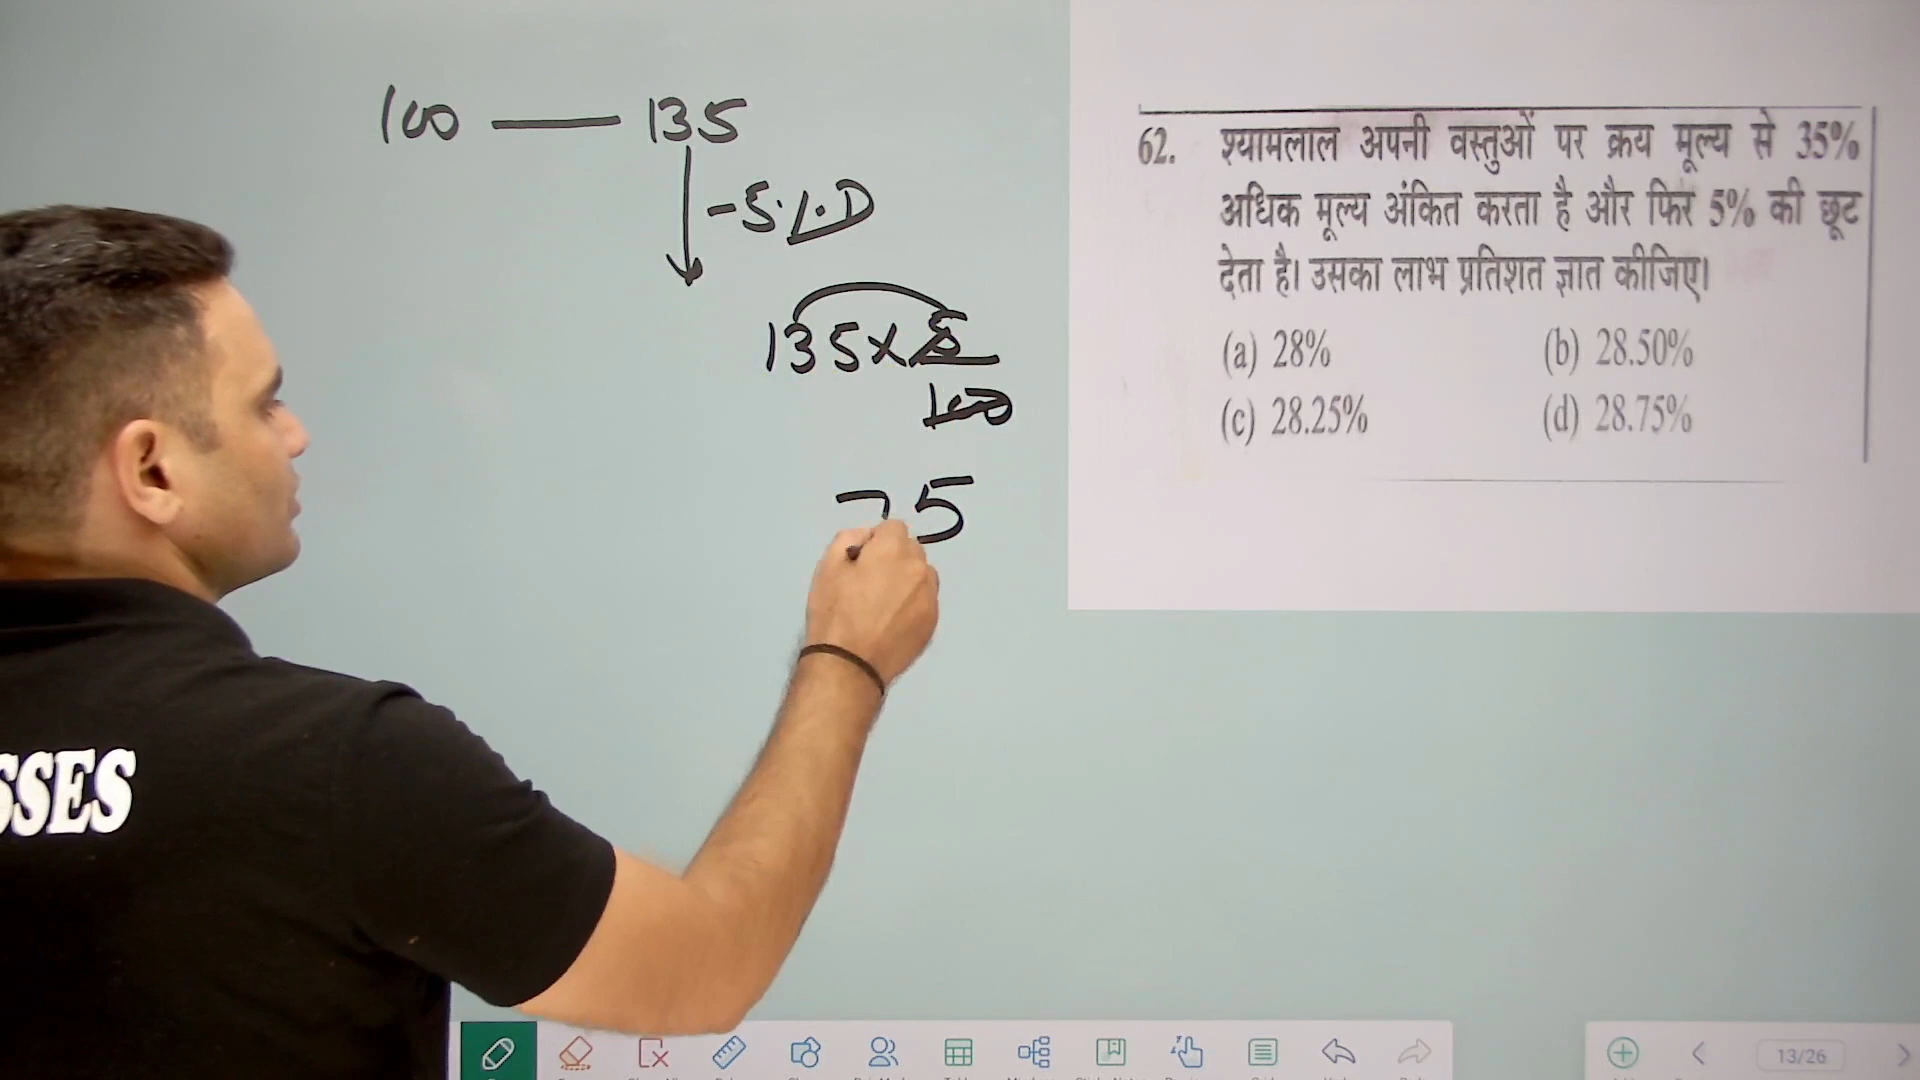 100 — 135
-5%D
135×5
100
75
62. श्यामलाल अपनी वस्तुओं पर क्रय मूल्य से 35%
अधिक मूल्य अंकित करता है और फिर 5% की छूट
देता है। उसका लाभ प्रतिशत ज्ञात कीजिए।
(a) 28% (b) 28.50%
(c) 28.25% (d) 28.75%
SSES
13/26